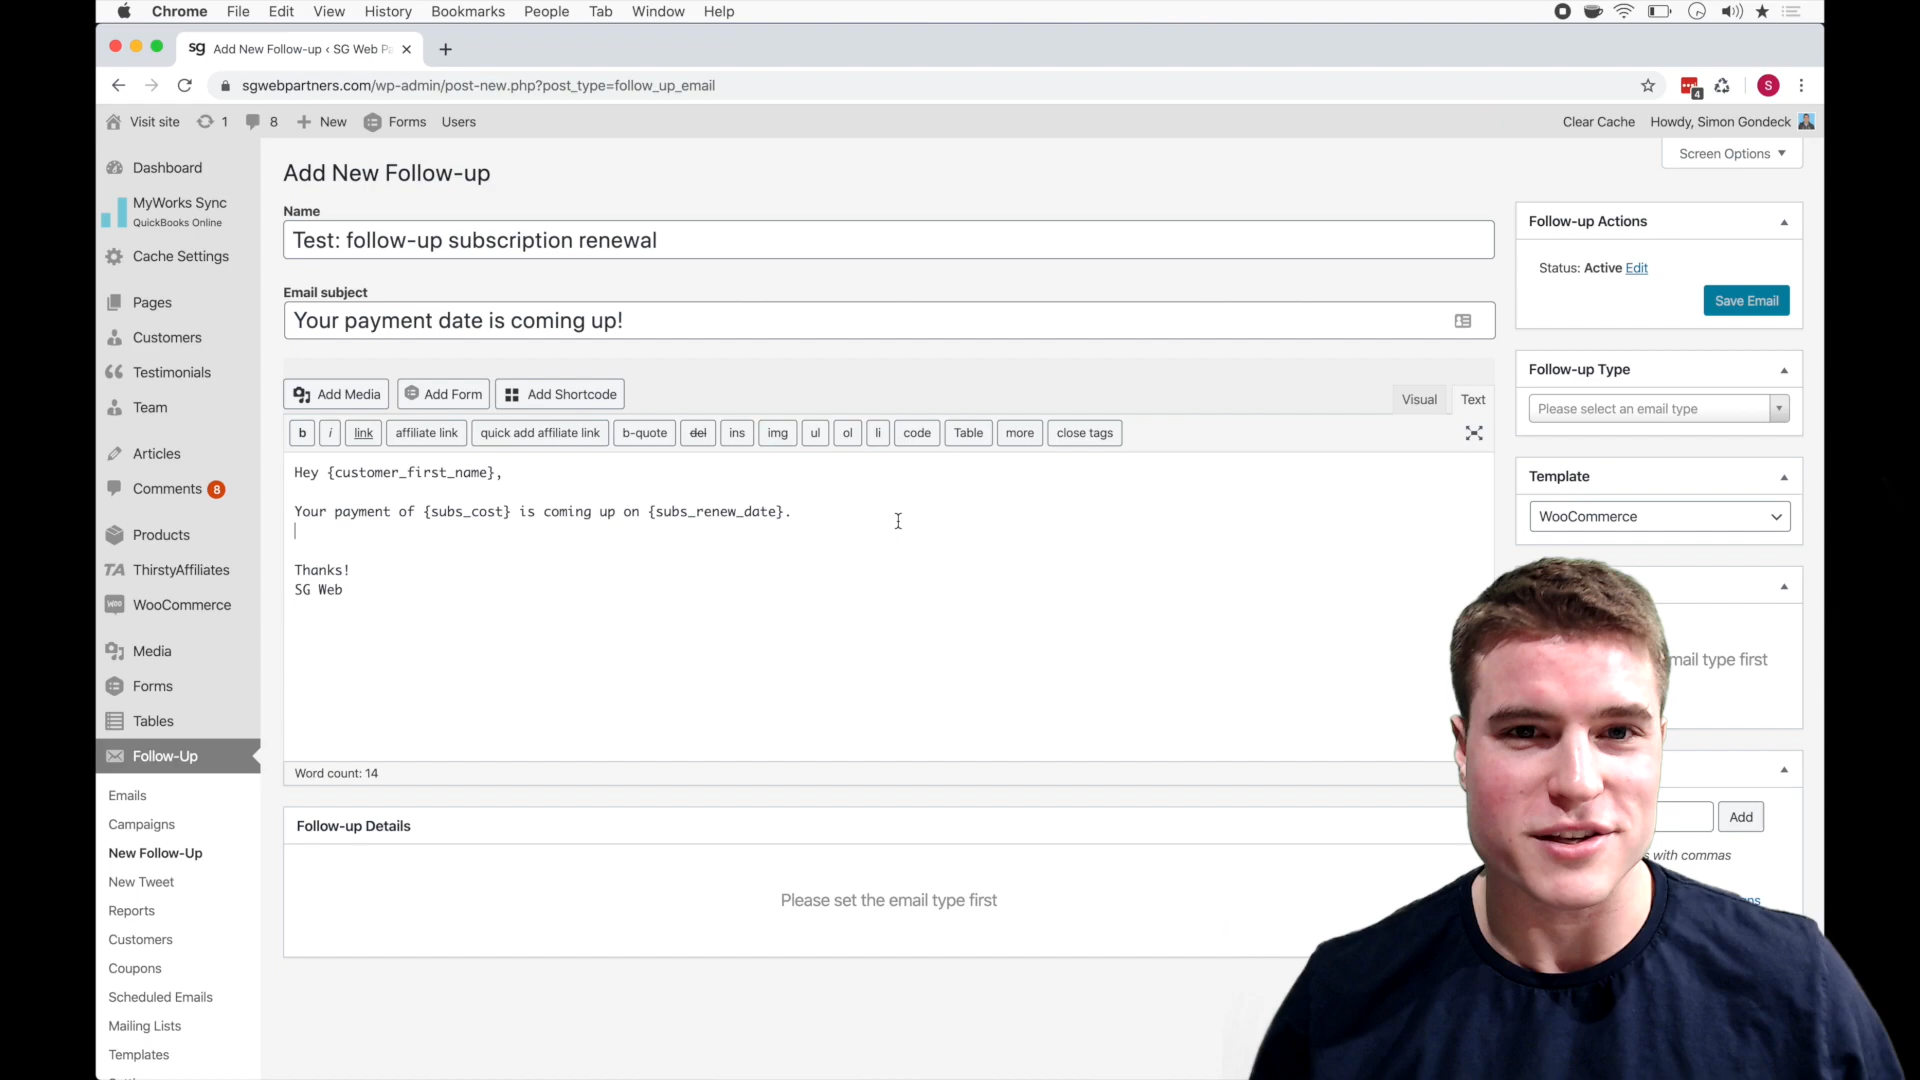 Chrome File Edit View History Bookmarks People Tab Window Help
sg Add New Follow-up ‹ SG Web Pa
sgwebpartners.com/wp-admin/post-new.php?post_type=follow_up_email
4
S
Visit site 1 8 New Forms Users
Clear Cache Howdy, Simon Gondeck
Screen Options
Dashboard
MyWorks Sync
QuickBooks Online
Cache Settings
Pages
Customers
Testimonials
Team
Articles
Comments 8
Products
TA ThirstyAffiliates
Woo WooCommerce
Media
Forms
Tables
Follow-Up
Emails
Campaigns
New Follow-Up
New Tweet
Reports
Customers
Coupons
Scheduled Emails
Mailing Lists
Templates
Add New Follow-up
Name
Test: follow-up subscription renewal
Email subject
Your payment date is coming up!
Add Media Add Form Add Shortcode
Visual Text
b i link affiliate link quick add affiliate link b-quote del ins img ul ol li code Table more close tags
Hey {customer_first_name},
Your payment of {subs_cost} is coming up on {subs_renew_date}.
Thanks!
SG Web
Word count: 14
Follow-up Details
Please set the email type first
Follow-up Actions
Status: Active Edit
Save Email
Follow-up Type
Please select an email type
Template
WooCommerce
mail type first
Add
with commas